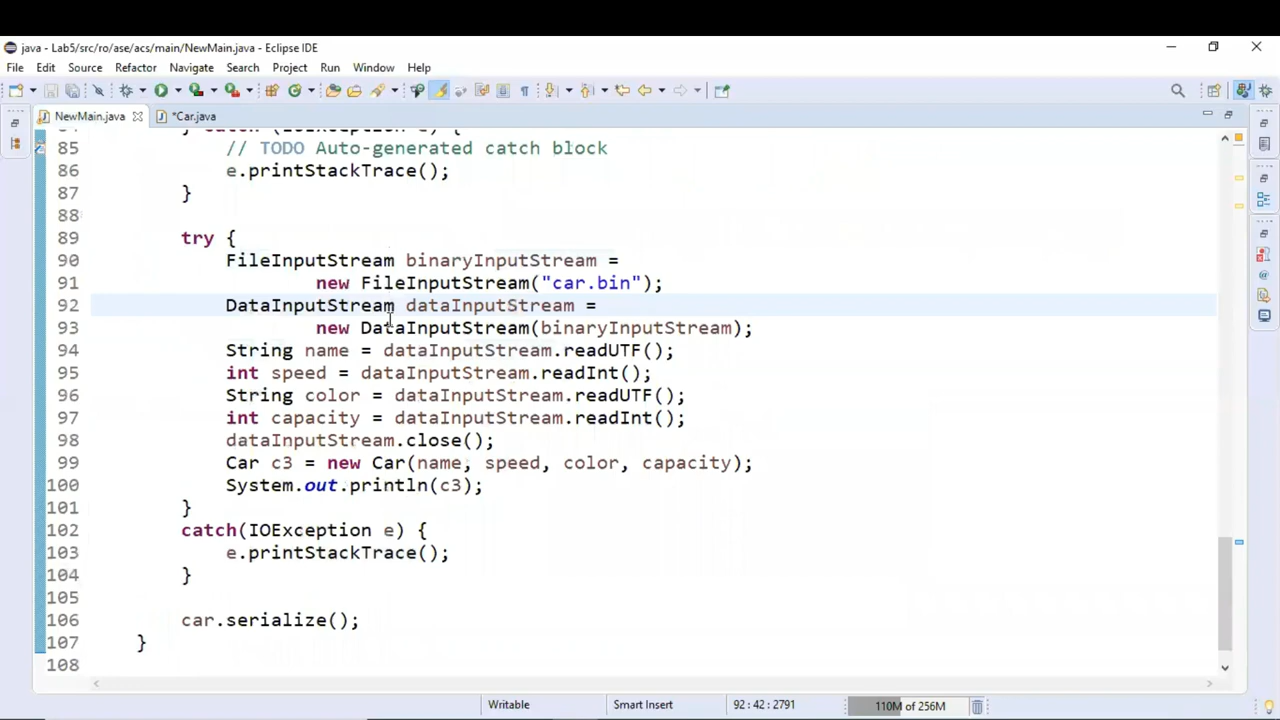 java - Lab5/src/ro/ase/acs/main/NewMain.java - Eclipse IDE
File Edit Source Refactor Navigate Search Project Run Window Help
NewMain.java *Car.java
84 } catch (IOException e) {
85 // TODO Auto-generated catch block
86 e.printStackTrace();
87 }
88
89 try {
90 FileInputStream binaryInputStream =
91 new FileInputStream("car.bin");
92 DataInputStream dataInputStream =
93 new DataInputStream(binaryInputStream);
94 String name = dataInputStream.readUTF();
95 int speed = dataInputStream.readInt();
96 String color = dataInputStream.readUTF();
97 int capacity = dataInputStream.readInt();
98 dataInputStream.close();
99 Car c3 = new Car(name, speed, color, capacity);
100 System.out.println(c3);
101 }
102 catch(IOException e) {
103 e.printStackTrace();
104 }
105
106 car.serialize();
107 }
108
Writable Smart Insert 92 : 42 : 2791 110M of 256M